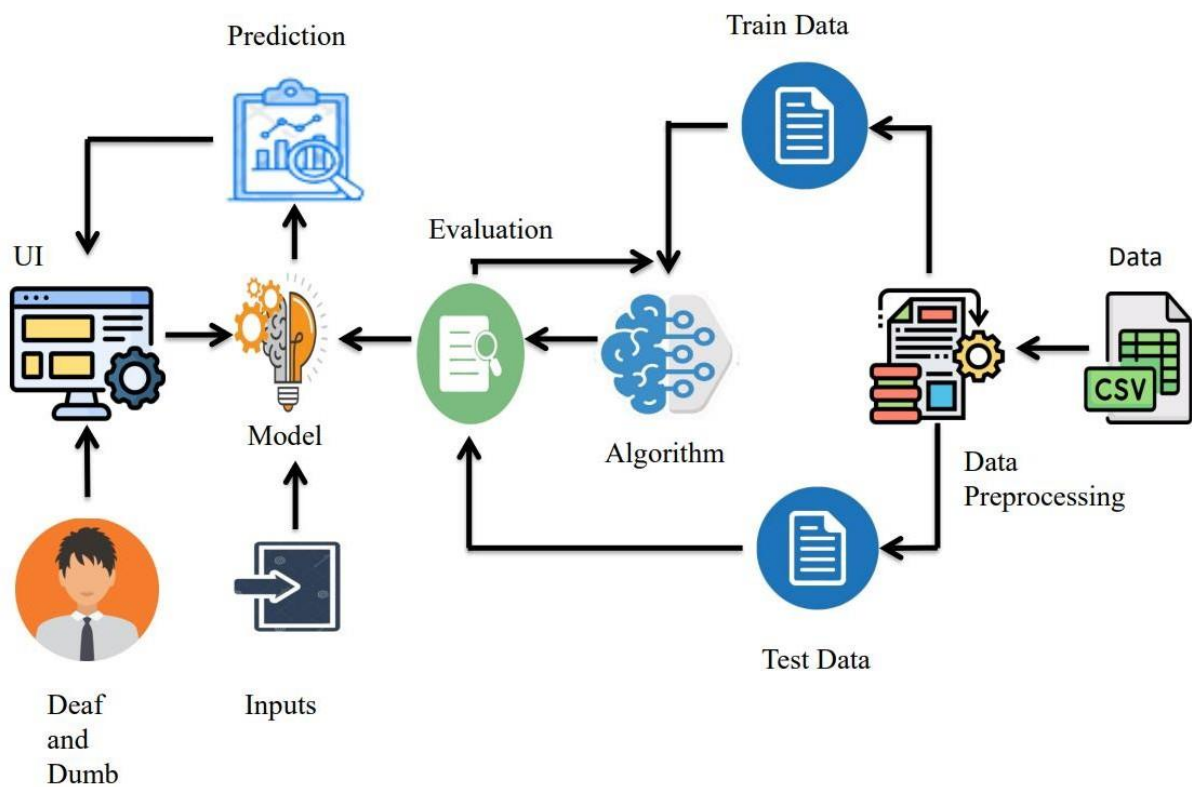 Prediction
Train Data
UI
Evaluation
Data
CSV
Model
Algorithm
Data
Preprocessing
Deaf
and
Dumb
Inputs
Test Data